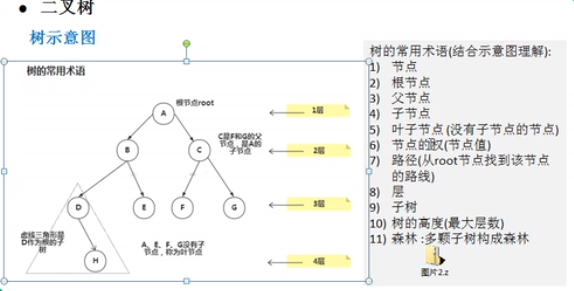 ● 二叉树
树示意图
树的常用术语
根节点root
A
1层
C是F和G的父
节点，是A的
子节点
B
C
2层
D
E
F
G
3层
虚线三角形是
D作为根的子
树
H
A、E、F、G没有子
节点，称为叶节点
4层
树的常用术语(结合示意图理解):
1) 节点
2) 根节点
3) 父节点
4) 子节点
5) 叶子节点 (没有子节点的节点)
6) 节点的权(节点值)
7) 路径(从root节点找到该节点
的路线)
8) 层
9) 子树
10) 树的高度(最大层数)
11) 森林 :多颗子树构成森林
图片2.z